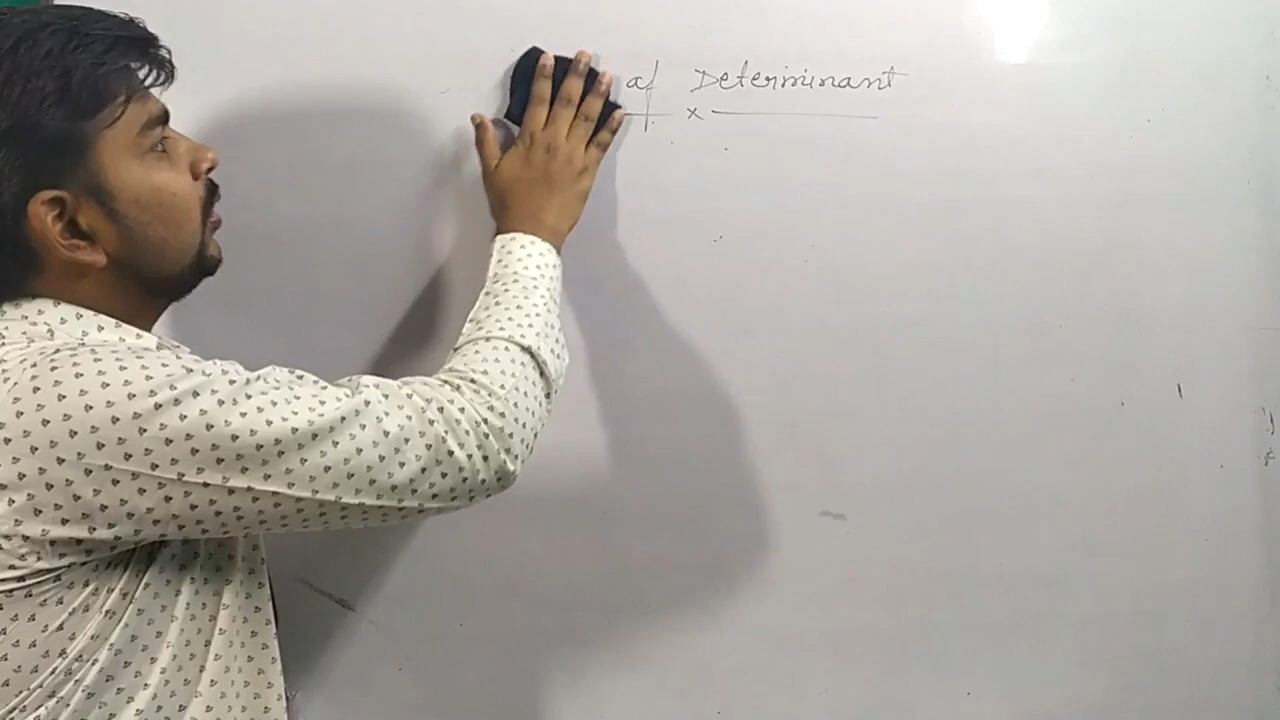 of Determinant
×